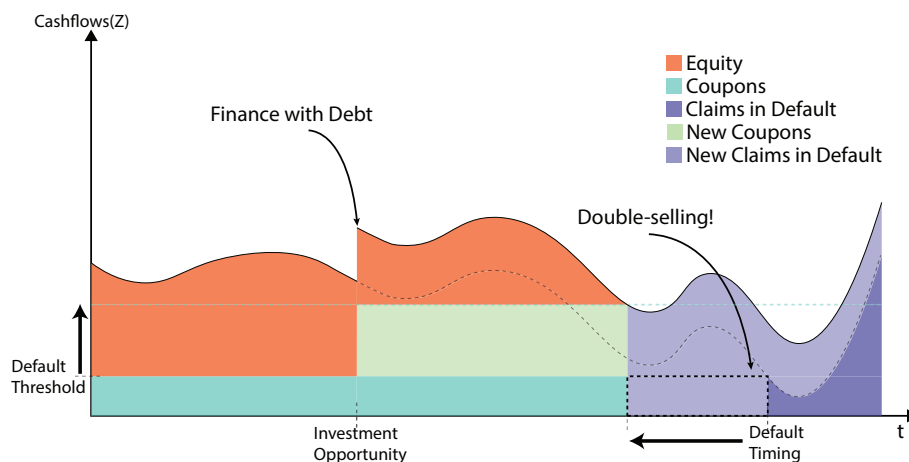 Cashflows(Z)
Equity
Coupons
Claims in Default
New Coupons
New Claims in Default
Finance with Debt
Double-selling!
Default
Threshold
Investment
Opportunity
Default
Timing
t